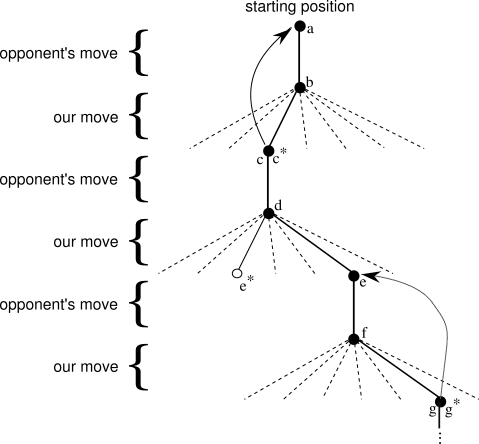 starting position
a
opponent's move {
b
our move {
c c*
opponent's move {
d
our move {
e*
e
opponent's move {
f
our move {
g g*
⋮